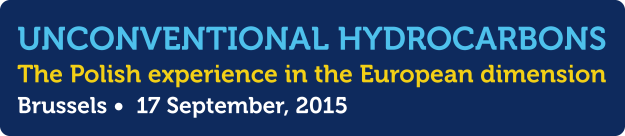 UNCONVENTIONAL HYDROCARBONS
The Polish experience in the European dimension
Brussels • 17 September, 2015